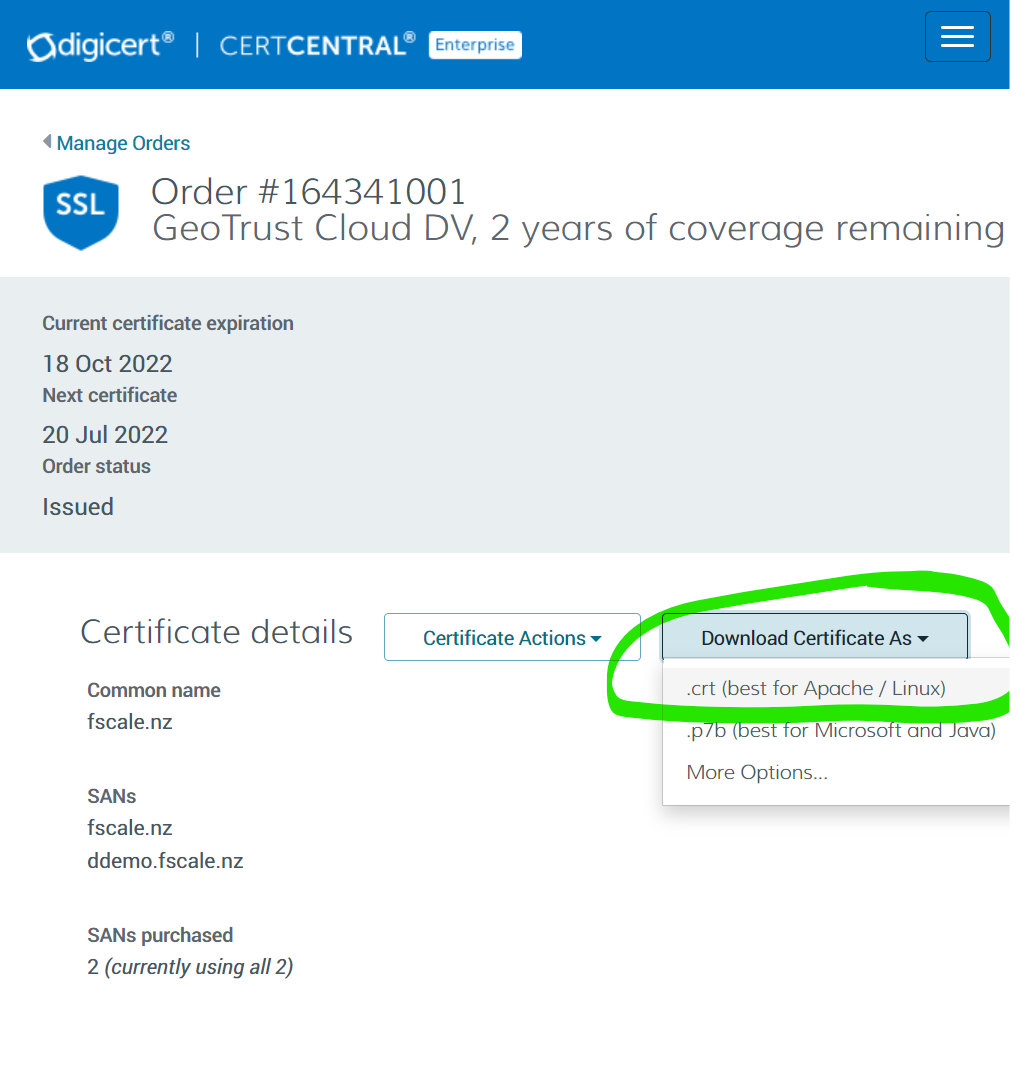 digicert® | CERTCENTRAL® Enterprise
Manage Orders
SSL
Order #164341001
GeoTrust Cloud DV, 2 years of coverage remaining
Current certificate expiration
18 Oct 2022
Next certificate
20 Jul 2022
Order status
Issued
Certificate details
Certificate Actions
Download Certificate As
.crt (best for Apache / Linux)
.p7b (best for Microsoft and Java)
More Options...
Common name
fscale.nz
SANs
fscale.nz
ddemo.fscale.nz
SANs purchased
2 (currently using all 2)